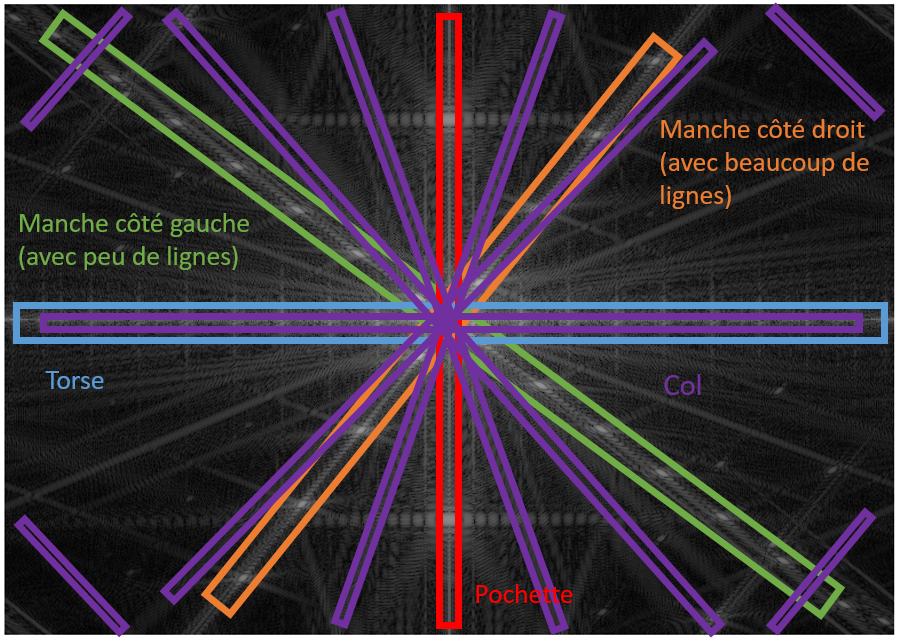 Manche côté droit
(avec beaucoup de
lignes)
Manche côté gauche
(avec peu de lignes)
Torse
Col
Pochette